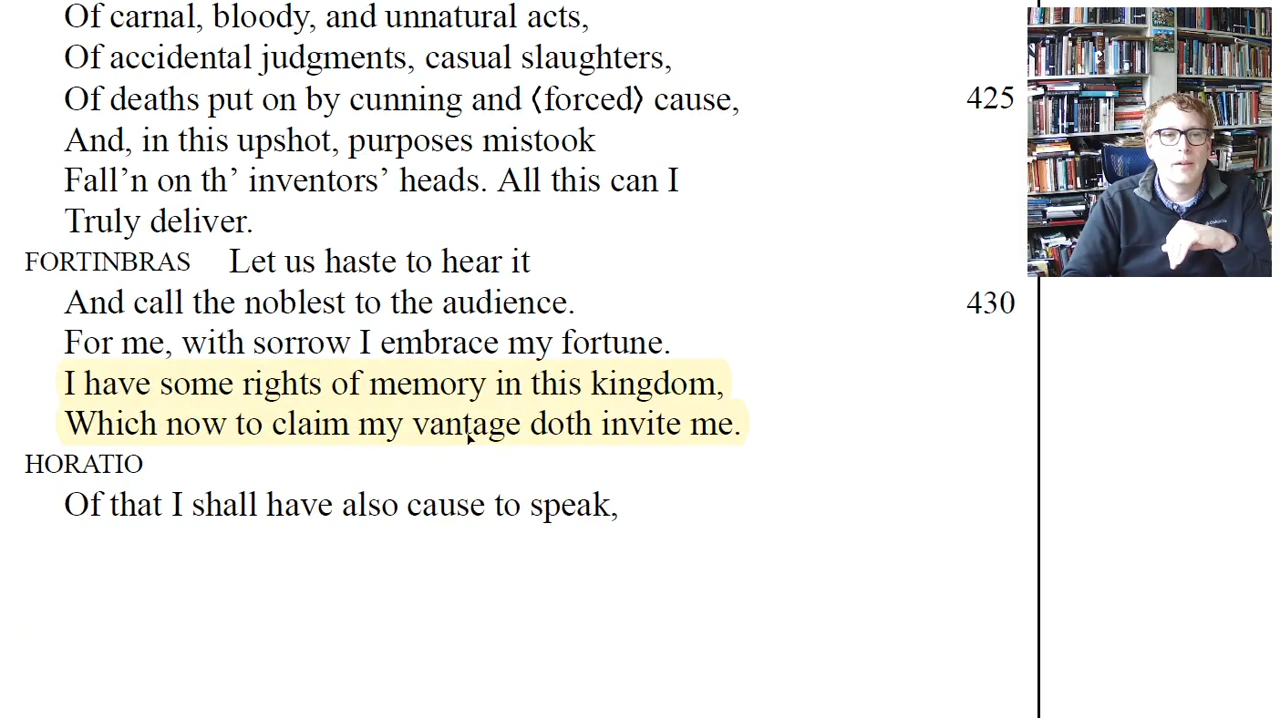 Of carnal, bloody, and unnatural acts,
Of accidental judgments, casual slaughters,
Of deaths put on by cunning and ⟨forced⟩ cause, 425
And, in this upshot, purposes mistook
Fall’n on th’ inventors’ heads. All this can I
Truly deliver.
FORTINBRAS Let us haste to hear it
And call the noblest to the audience. 430
For me, with sorrow I embrace my fortune.
I have some rights of memory in this kingdom,
Which now to claim my vantage doth invite me.
HORATIO
Of that I shall have also cause to speak,